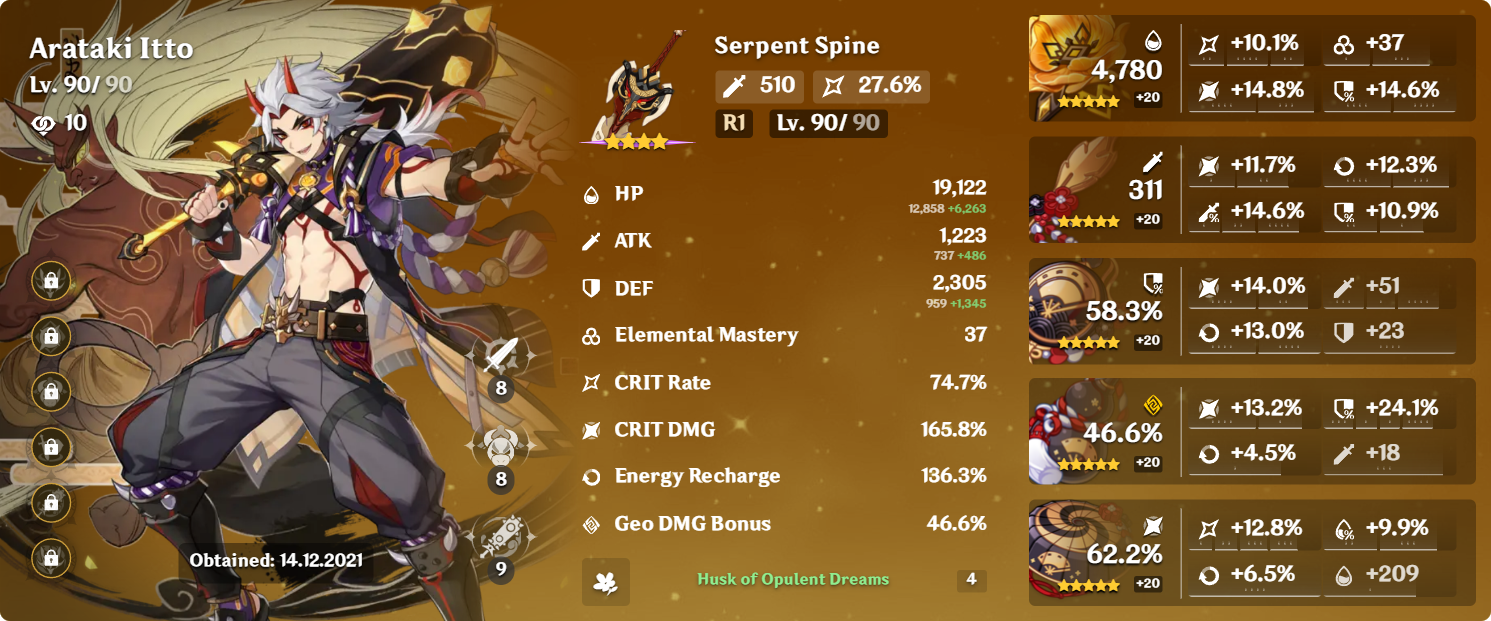 Arataki Itto
Lv. 90/ 90
10
8
8
9
Obtained: 14.12.2021
Serpent Spine
510 27.6%
R1 Lv. 90/ 90
HP 19,122
12,858 +6,263
ATK 1,223
737 +486
DEF 2,305
959 +1,345
Elemental Mastery 37
CRIT Rate 74.7%
CRIT DMG 165.8%
Energy Recharge 136.3%
Geo DMG Bonus 46.6%
Husk of Opulent Dreams 4
4,780
+20
+10.1% +37
+14.8% +14.6%
311
+20
+11.7% +12.3%
+14.6% +10.9%
58.3%
+20
+14.0% +51
+13.0% +23
46.6%
+20
+13.2% +24.1%
+4.5% +18
62.2%
+20
+12.8% +9.9%
+6.5% +209